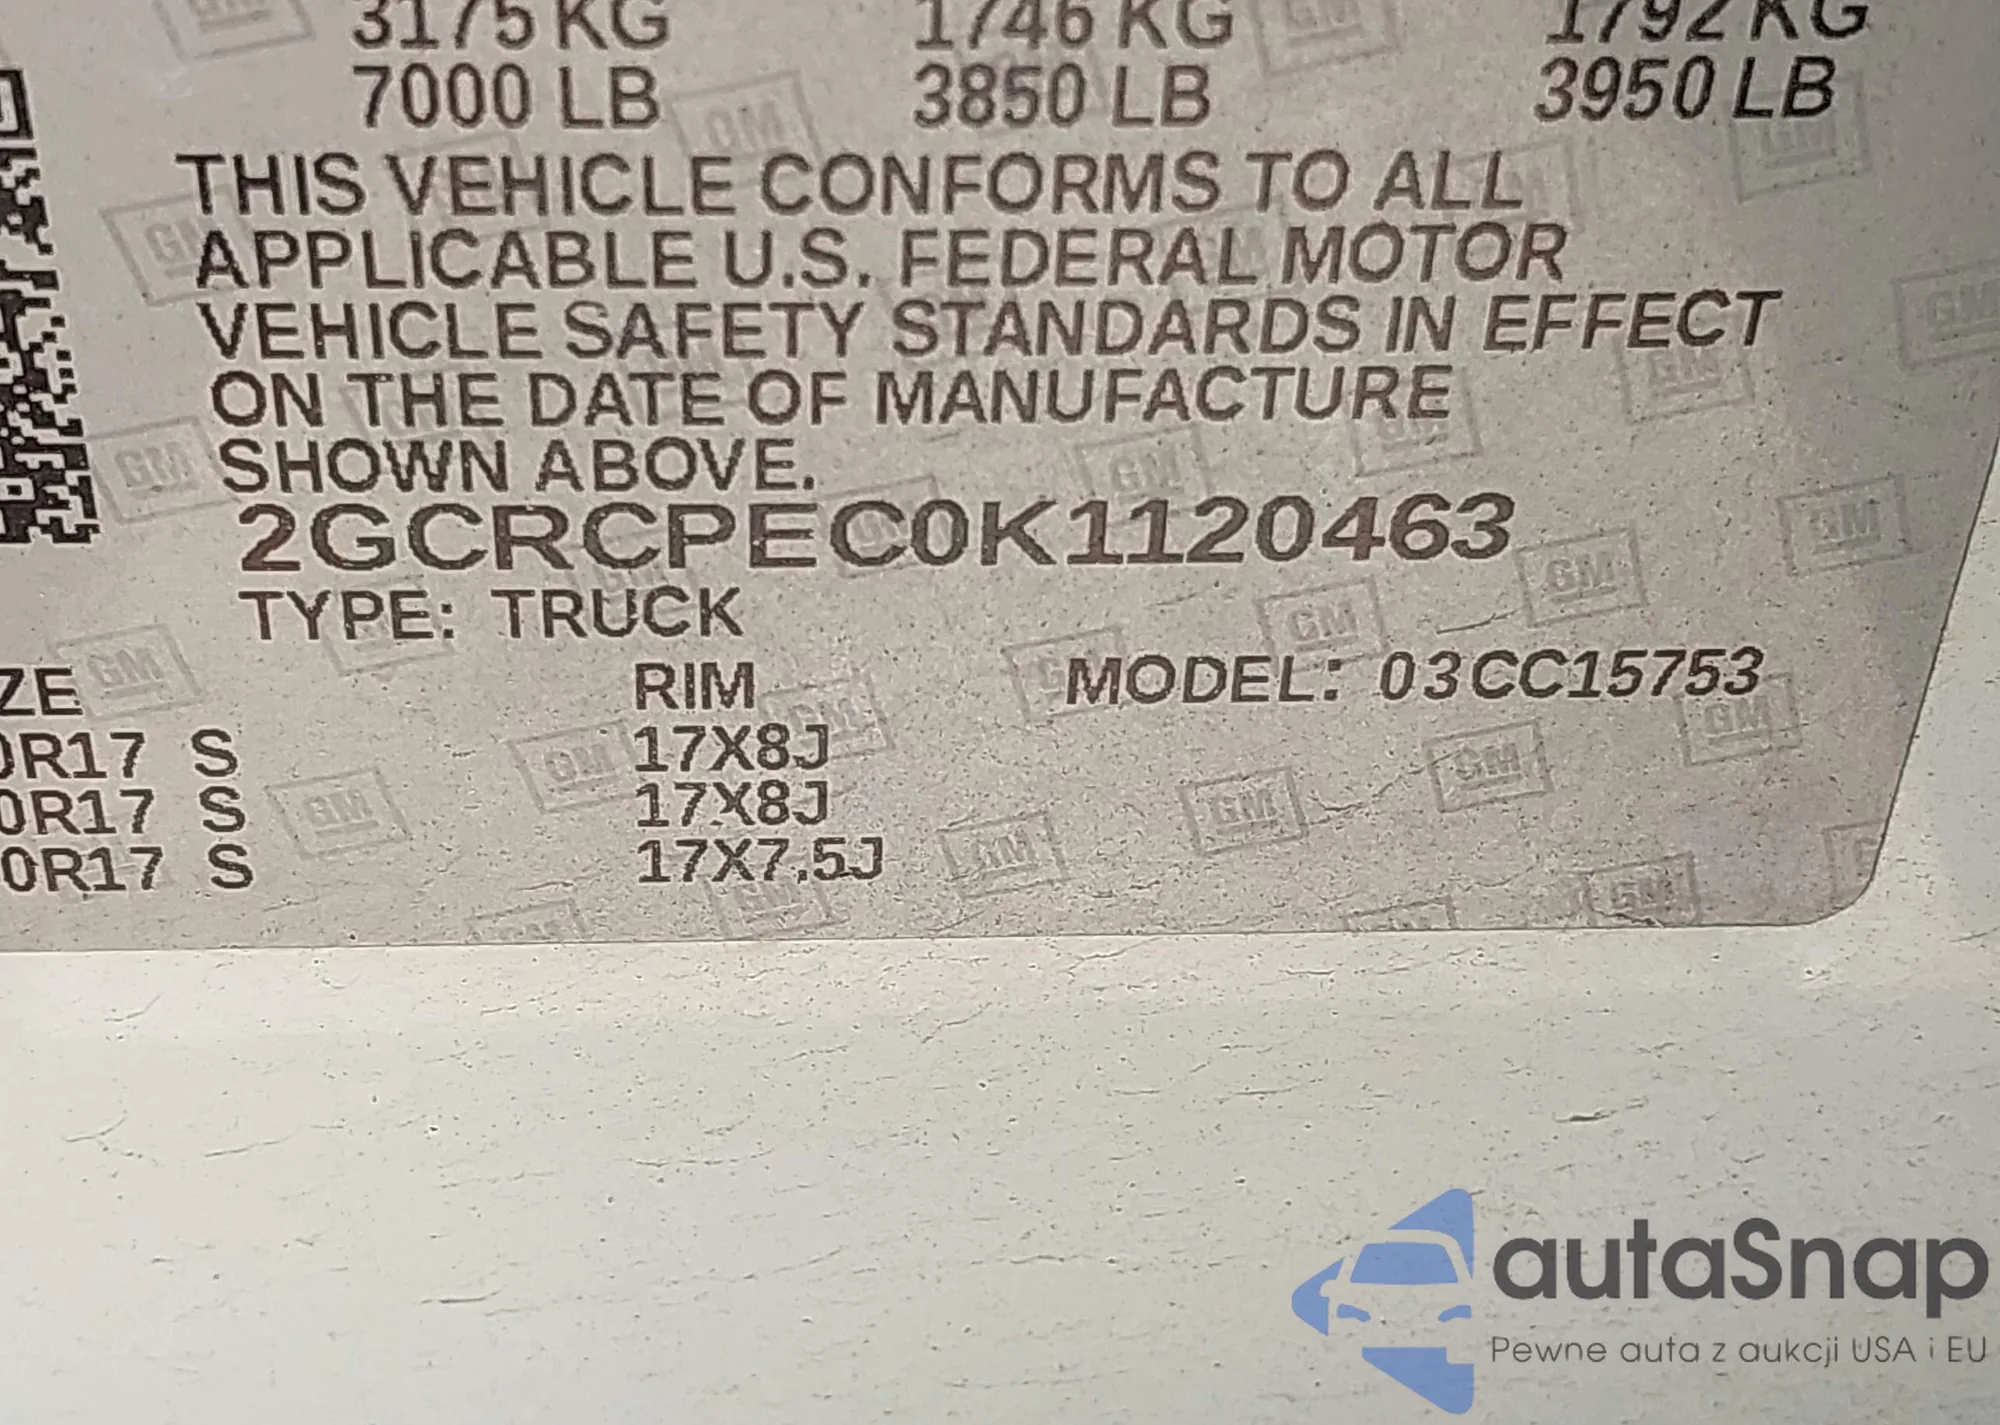 3175 KG 1746 KG 1792 KG
7000 LB 3850 LB 3950 LB
THIS VEHICLE CONFORMS TO ALL
APPLICABLE U.S. FEDERAL MOTOR
VEHICLE SAFETY STANDARDS IN EFFECT
ON THE DATE OF MANUFACTURE
SHOWN ABOVE.
2GCRCPEC0K1120463
TYPE: TRUCK
ZE RIM MODEL: 03CC15753
0R17 S 17X8J
0R17 S 17X8J
0R17 S 17X7.5J
autaSnap
Pewne auta z aukcji USA i EU